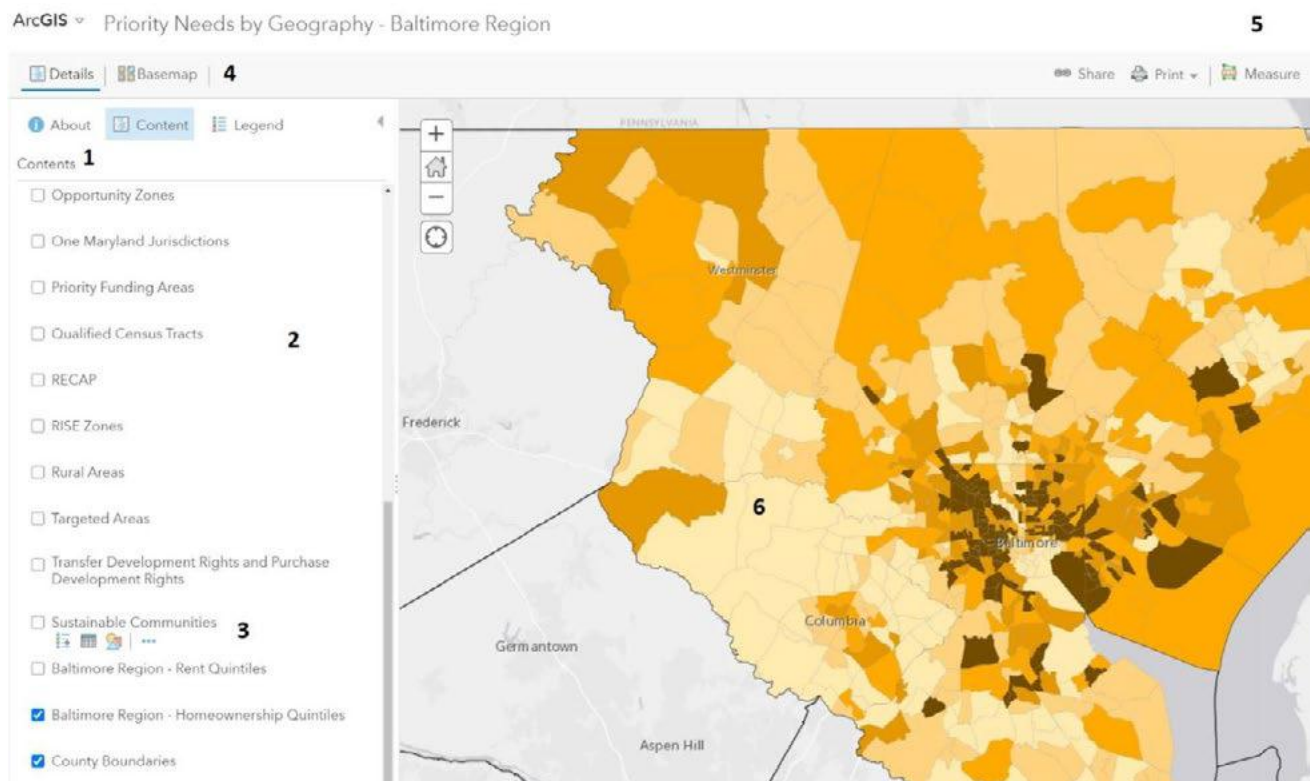 ArcGIS Priority Needs by Geography - Baltimore Region
5
Details Basemap 4 Share Print Measure
About Content Legend
Contents 1
Opportunity Zones
One Maryland Jurisdictions
Priority Funding Areas
Qualified Census Tracts
2
RECAP
RISE Zones
Rural Areas
Targeted Areas
Transfer Development Rights and Purchase
Development Rights
Sustainable Communities
3
Baltimore Region - Rent Quintiles
Baltimore Region - Homeownership Quintiles
County Boundaries
PENNSYLVANIA
Westminster
Frederick
6
Baltimore
Columbia
Germantown
Aspen Hill